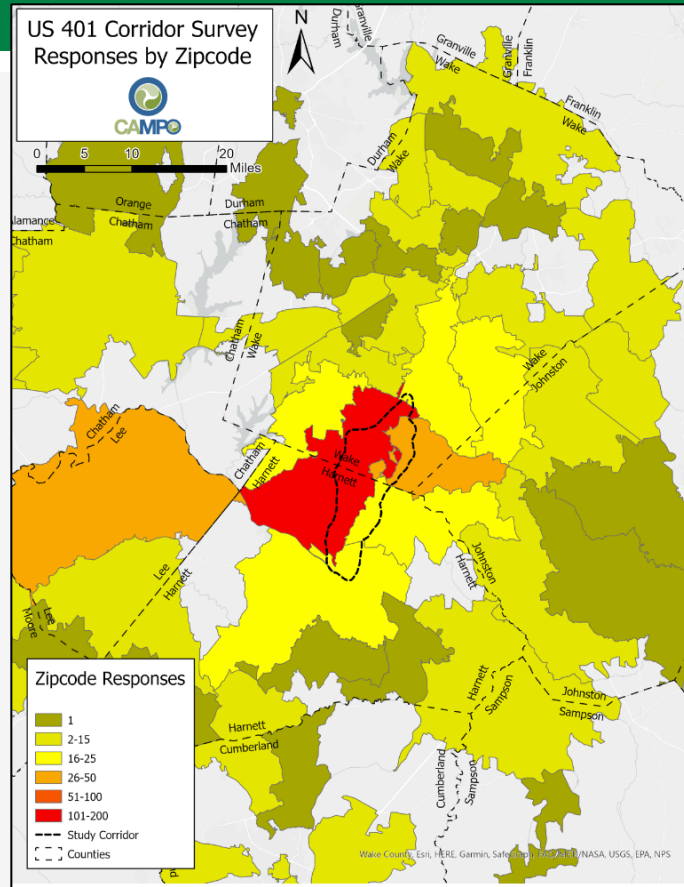 US 401 Corridor Survey
Responses by Zipcode
CAMPO
N
0 5 10 20
Miles
Granville
Durham
Granville
Wake
Granville
Franklin
Franklin
Wake
Durham
Wake
Orange
Chatham
Durham
Chatham
Alamance
Chatham
Chatham
Wake
Wake
Johnston
Chatham
Lee
Chatham
Harnett
Wake
Harnett
Lee
Harnett
Johnston
Harnett
Lee
Moore
Harnett
Sampson
Johnston
Sampson
Harnett
Cumberland
Cumberland
Sampson
Zipcode Responses
1
2-15
16-25
26-50
51-100
101-200
Study Corridor
Counties
Wake County, Esri, HERE, Garmin, /NASA, USGS, EPA, NPS